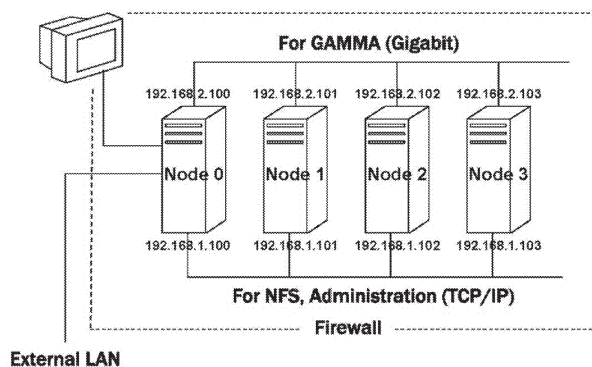 For GAMMA (Gigabit)
192.168.2.100 192.168.2.101 192.168.2.102 192.168.2.103
Node 0 Node 1 Node 2 Node 3
192.168.1.100 192.168.1.101 192.168.1.102 192.168.1.103
For NFS, Administration (TCP/IP)
Firewall
External LAN